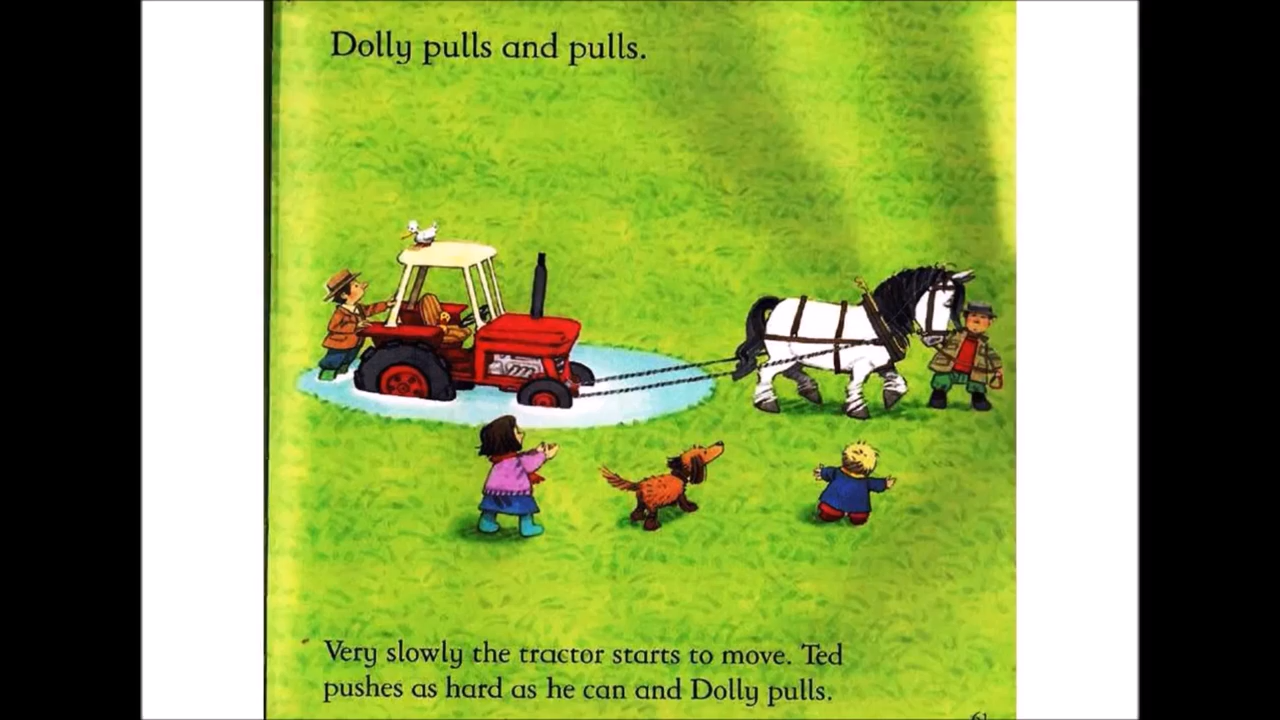 Dolly pulls and pulls.
Very slowly the tractor starts to move. Ted
pushes as hard as he can and Dolly pulls.